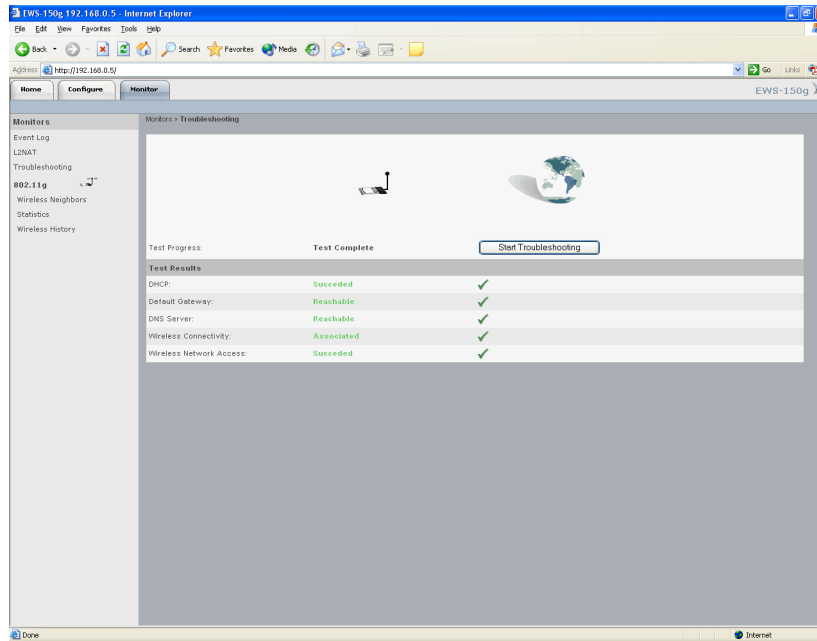 EWS-150g 192.168.0.5 - Internet Explorer
File Edit View Favorites Tools Help
Back Search Favorites Media
Address http://192.168.0.5/ Go Links
Home Configure Monitor EWS-150g
Monitors
Monitors » Troubleshooting
Event Log
L2NAT
Troubleshooting
802.11g
Wireless Neighbors
Statistics
Wireless History
Test Progress: Test Complete Start Troubleshooting
Test Results
DHCP: Succeded
Default Gateway: Reachable
DNS Server: Reachable
Wireless Connectivity: Associated
Wireless Network Access: Succeded
Done Internet